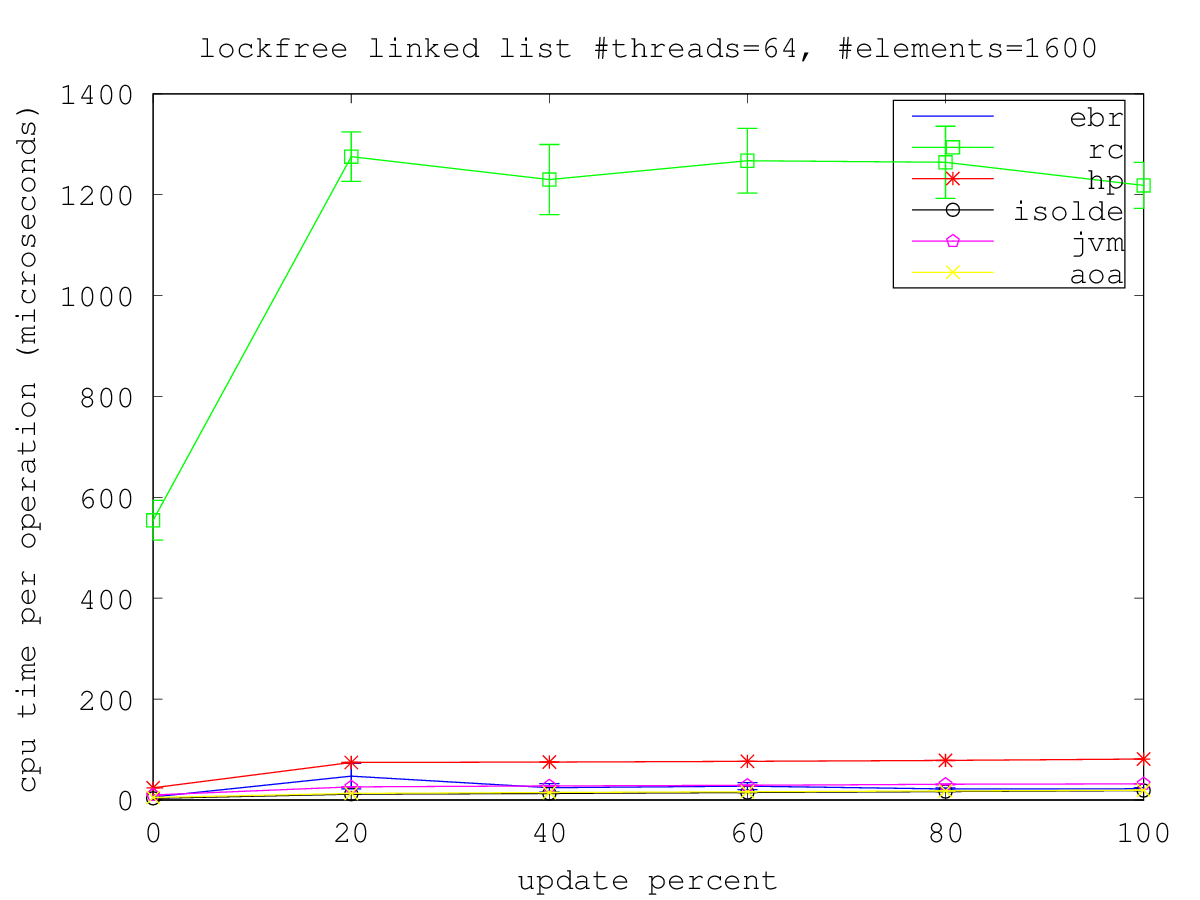 lockfree linked list #threads=64, #elements=1600
cpu time per operation (microseconds)
1400
1200
1000
800
600
400
200
0
ebr
rc
hp
isolde
jvm
aoa
0 20 40 60 80 100
update percent